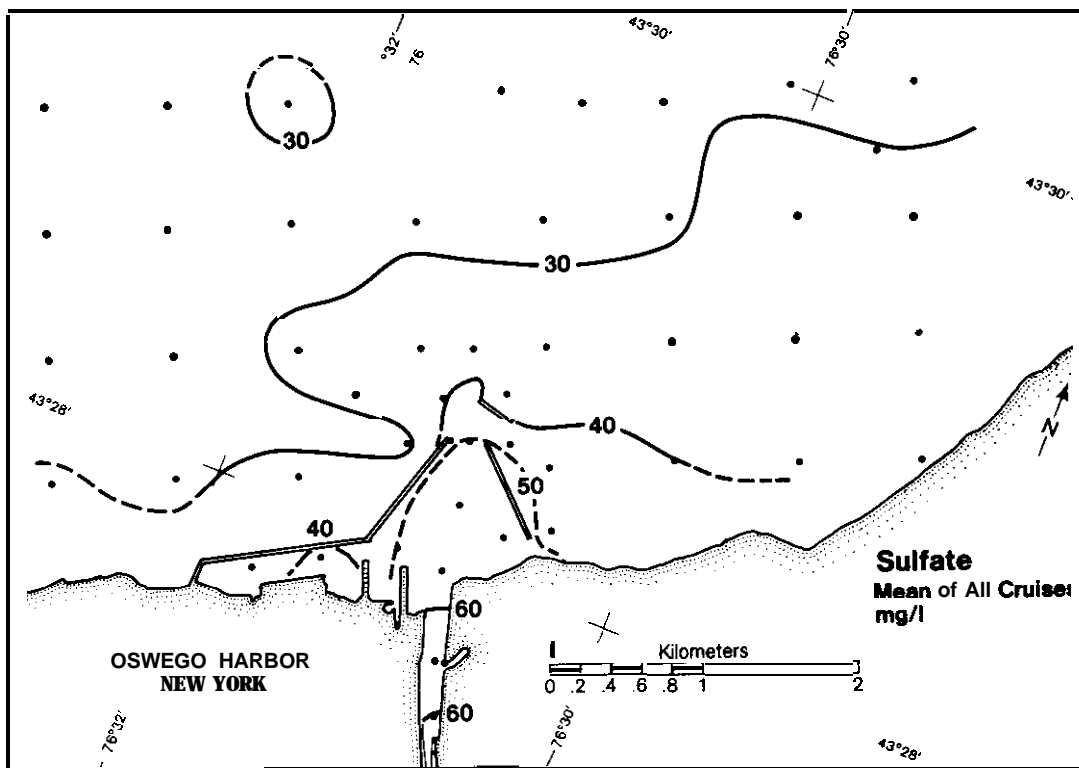 °32'
76
43°30'
76°30'
30
43°30'
30
43°28'
40
50
40
Sulfate
Mean of All Cruises
mg/l
60
OSWEGO HARBOR
NEW YORK
Kilometers
0 .2 .4 .6 .8 1 2
60
76°32'
76°30'
43°28'
N